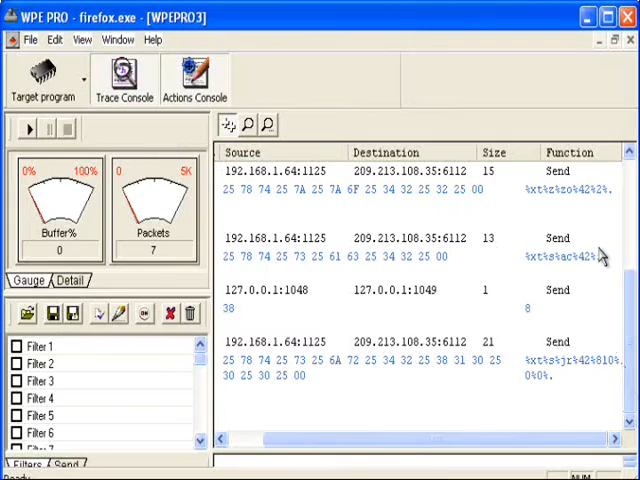 WPE PRO - firefox.exe - [WPEPRO3]
File Edit View Window Help
Target program
Trace Console
Actions Console
0% 100%
0% 5K
Buffer%
Packets
0
7
Gauge Detail
Filter 1
Filter 2
Filter 3
Filter 4
Filter 5
Filter 6
Filters Send
Source Destination Size Function
192.168.1.64:1125 209.213.108.35:6112 15 Send
25 78 74 25 7A 25 7A 6F 25 34 32 25 32 25 00 %xt%z%zo%42%2%.
192.168.1.64:1125 209.213.108.35:6112 13 Send
25 78 74 25 73 25 61 63 25 34 32 25 00 %xt%s%ac%42%.
127.0.0.1:1048 127.0.0.1:1049 1 Send
38 8
192.168.1.64:1125 209.213.108.35:6112 21 Send
25 78 74 25 73 25 6A 72 25 34 32 25 38 31 30 25 %xt%s%jr%42%810%
30 25 30 25 00 0%0%.
Ready
NUM